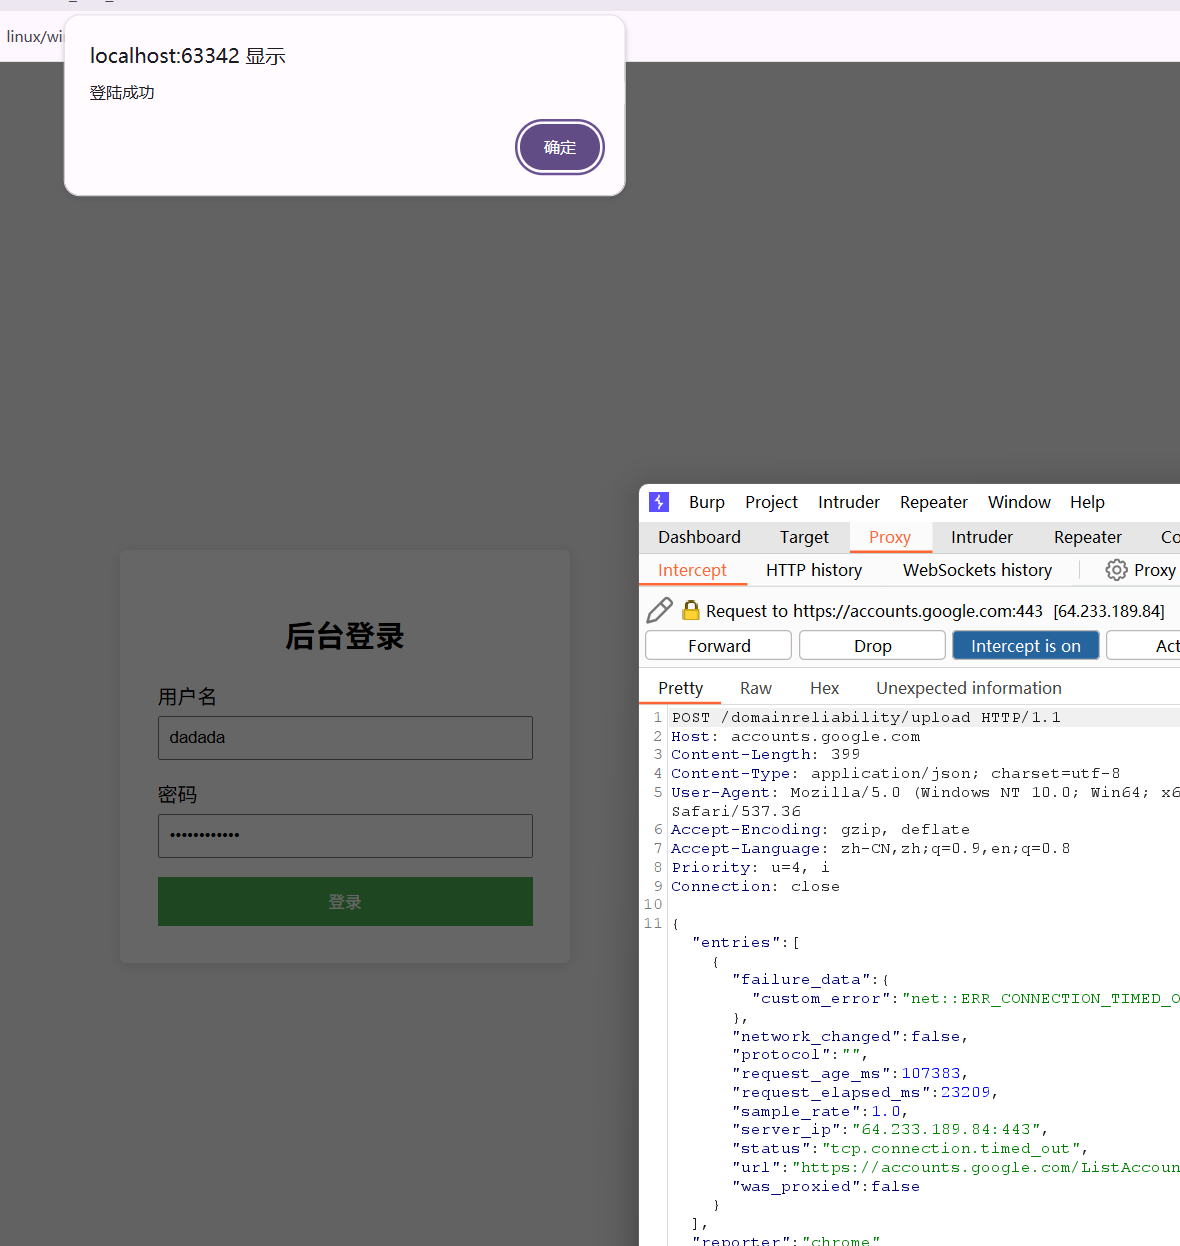 linux/wi
localhost:63342 显示
登陆成功
确定
后台登录
用户名
dadada
密码
••••••••••••
登录
Burp Project Intruder Repeater Window Help
Dashboard Target Proxy Intruder Repeater Co
Intercept HTTP history WebSockets history Proxy
Request to https://accounts.google.com:443 [64.233.189.84]
Forward Drop Intercept is on Act
Pretty Raw Hex Unexpected information
1 POST /domainreliability/upload HTTP/1.1
2 Host: accounts.google.com
3 Content-Length: 399
4 Content-Type: application/json; charset=utf-8
5 User-Agent: Mozilla/5.0 (Windows NT 10.0; Win64; x6
Safari/537.36
6 Accept-Encoding: gzip, deflate
7 Accept-Language: zh-CN,zh;q=0.9,en;q=0.8
8 Priority: u=4, i
9 Connection: close
10
11 {
"entries":[
{
"failure_data":{
"custom_error":"net::ERR_CONNECTION_TIMED_O
},
"network_changed":false,
"protocol":"",
"request_age_ms":107383,
"request_elapsed_ms":23209,
"sample_rate":1.0,
"server_ip":"64.233.189.84:443",
"status":"tcp.connection.timed_out",
"url":"https://accounts.google.com/ListAccoun
"was_proxied":false
}
],
"reporter":"chrome"